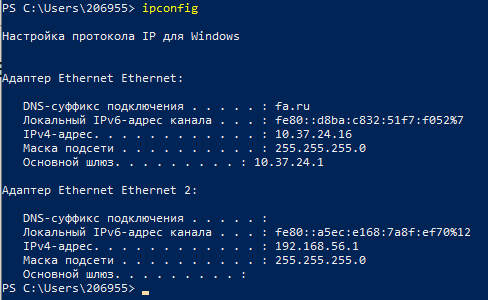 PS C:\Users\206955> ipconfig
Настройка протокола IP для Windows
Адаптер Ethernet Ethernet:
DNS-суффикс подключения . . . . . : fa.ru
Локальный IPv6-адрес канала . . . : fe80::d8ba:c832:51f7:f052%7
IPv4-адрес. . . . . . . . . . . . : 10.37.24.16
Маска подсети . . . . . . . . . . : 255.255.255.0
Основной шлюз. . . . . . . . . : 10.37.24.1
Адаптер Ethernet Ethernet 2:
DNS-суффикс подключения . . . . . :
Локальный IPv6-адрес канала . . . : fe80::a5ec:e168:7a8f:ef70%12
IPv4-адрес. . . . . . . . . . . . : 192.168.56.1
Маска подсети . . . . . . . . . . : 255.255.255.0
Основной шлюз. . . . . . . . . :
PS C:\Users\206955>